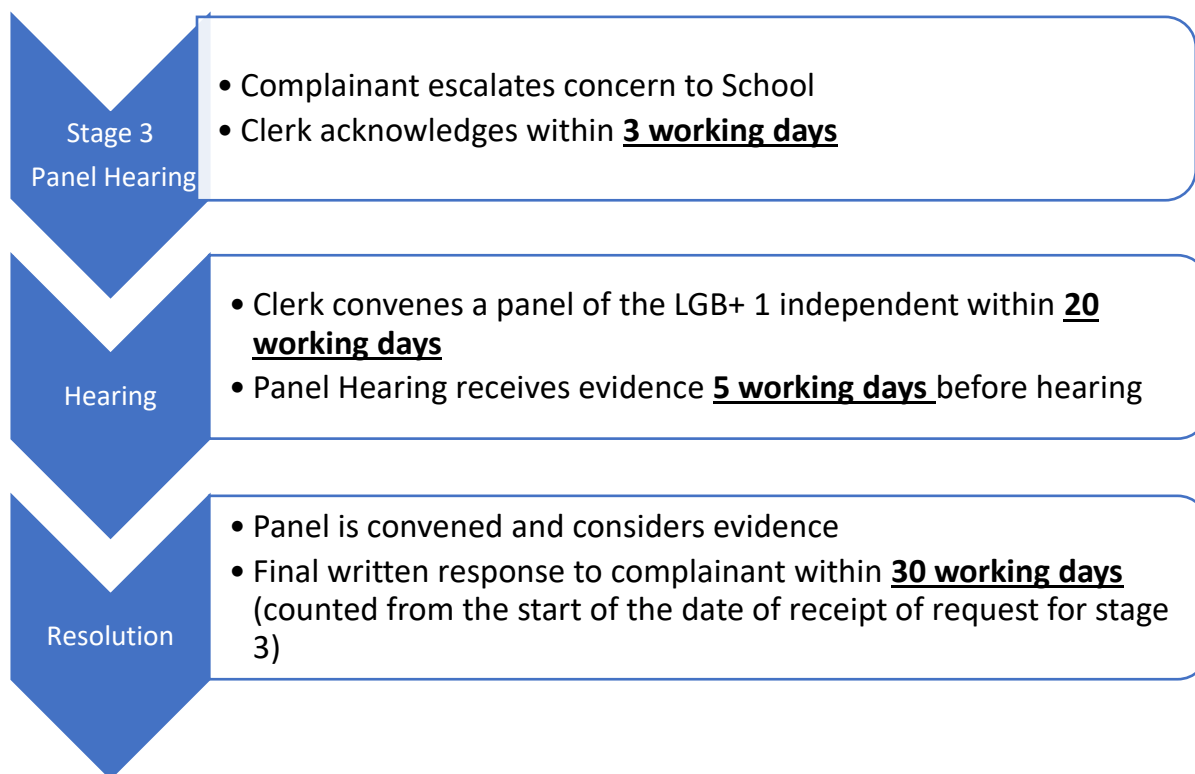 Stage 3
Panel Hearing
• Complainant escalates concern to School
• Clerk acknowledges within 3 working days
Hearing
• Clerk convenes a panel of the LGB+ 1 independent within 20
working days
• Panel Hearing receives evidence 5 working days before hearing
Resolution
• Panel is convened and considers evidence
• Final written response to complainant within 30 working days
(counted from the start of the date of receipt of request for stage
3)